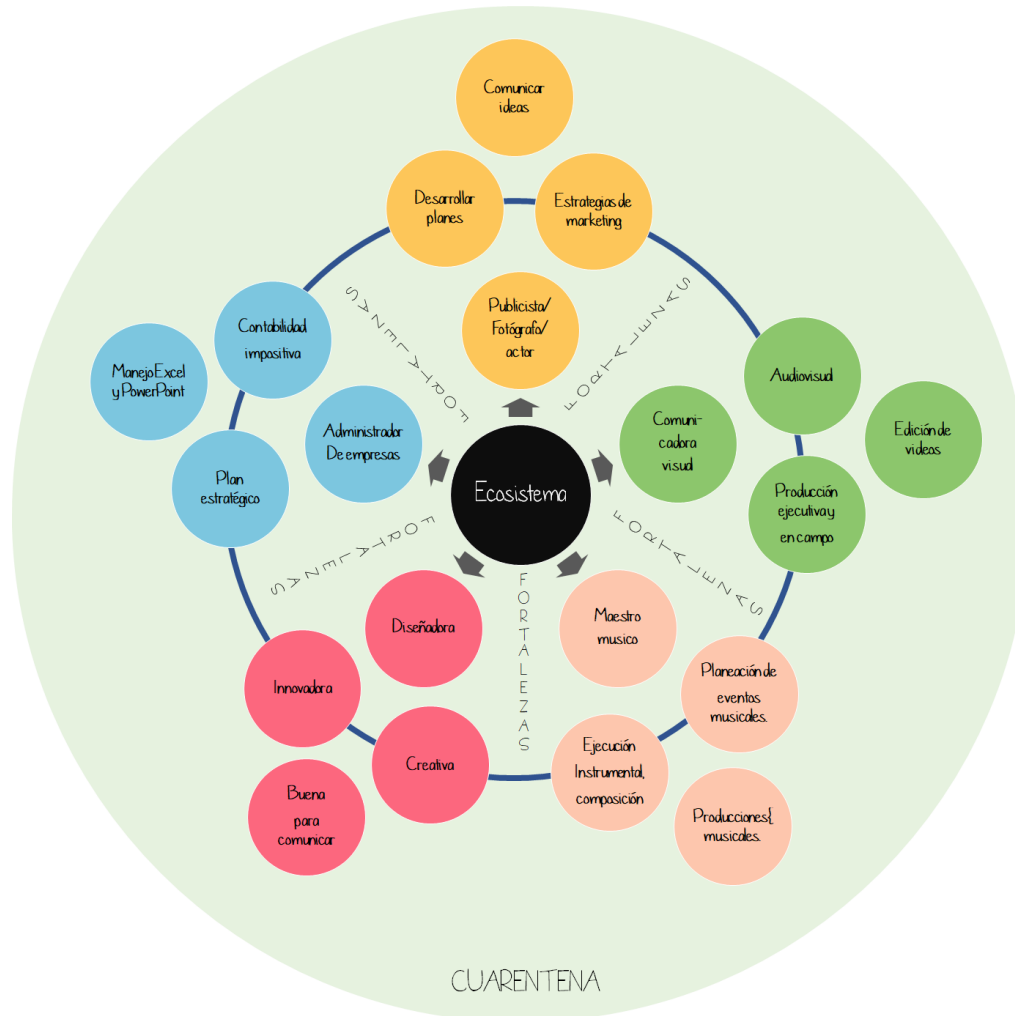 Comunicar
ideas
Desarrollar
planes
Estrategias de
marketing
Publicista/
Fotógrafo/
actor
FORTALEZAS
FORTALEZAS
Contabilidad
impositiva
Manejo Excel
y PowerPoint
Administrador
De empresas
Plan
estratégico
Audiovisual
Comuni-
cadora
visual
Edición de
videos
Producción
ejecutiva y
en campo
Ecosistema
FORTALEZAS
FORTALEZAS
FORTALEZAS
Diseñadora
Innovadora
Creativa
Buena
para
comunicar
Maestro
musico
Planeación de
eventos
musicales.
Ejecución
Instrumental,
composición
Producciones{
musicales.
CUARENTENA